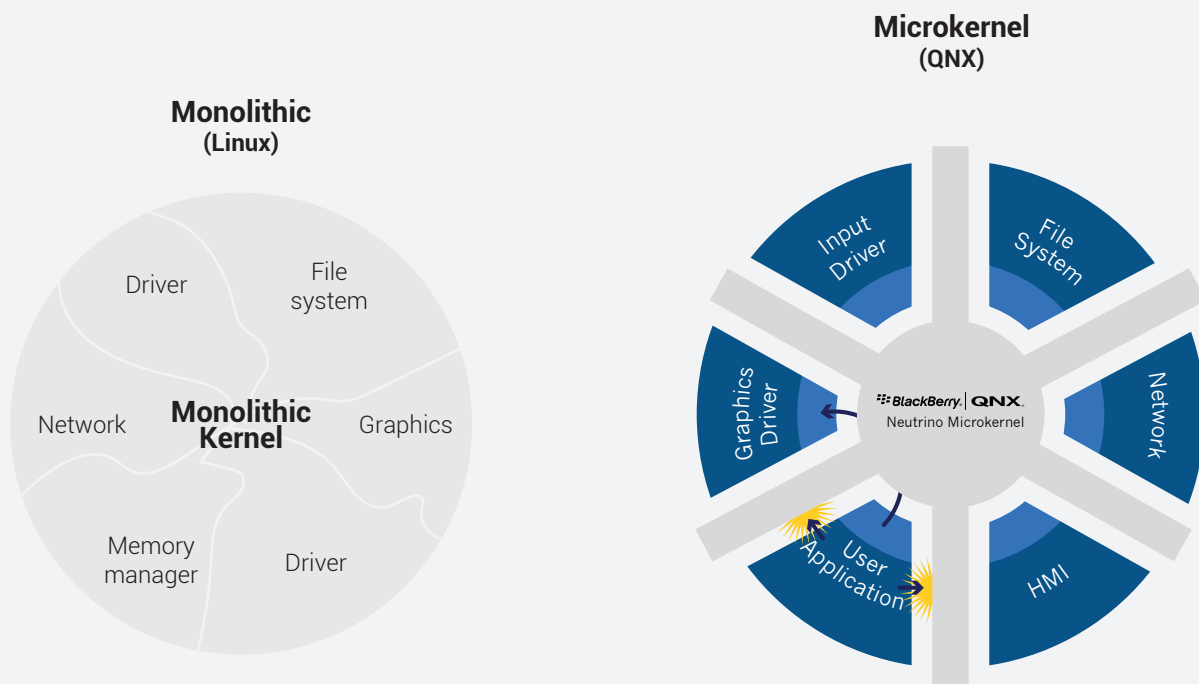 Monolithic
(Linux)
Driver
File
system
Network
Monolithic
Kernel
Graphics
Memory
manager
Driver
Microkernel
(QNX)
Input
Driver
File
System
Graphics
Driver
BlackBerry. | QNX.
Neutrino Microkernel
Network
User
Application
HMI